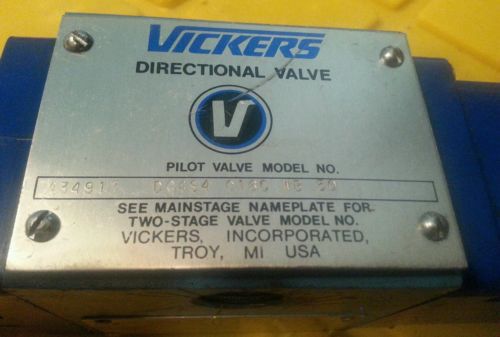 VICKERS
DIRECTIONAL VALVE
V
PILOT VALVE MODEL NO.
SEE MAINSTAGE NAMEPLATE FOR
TWO-STAGE VALVE MODEL NO.
VICKERS, INCORPORATED,
TROY, MI USA